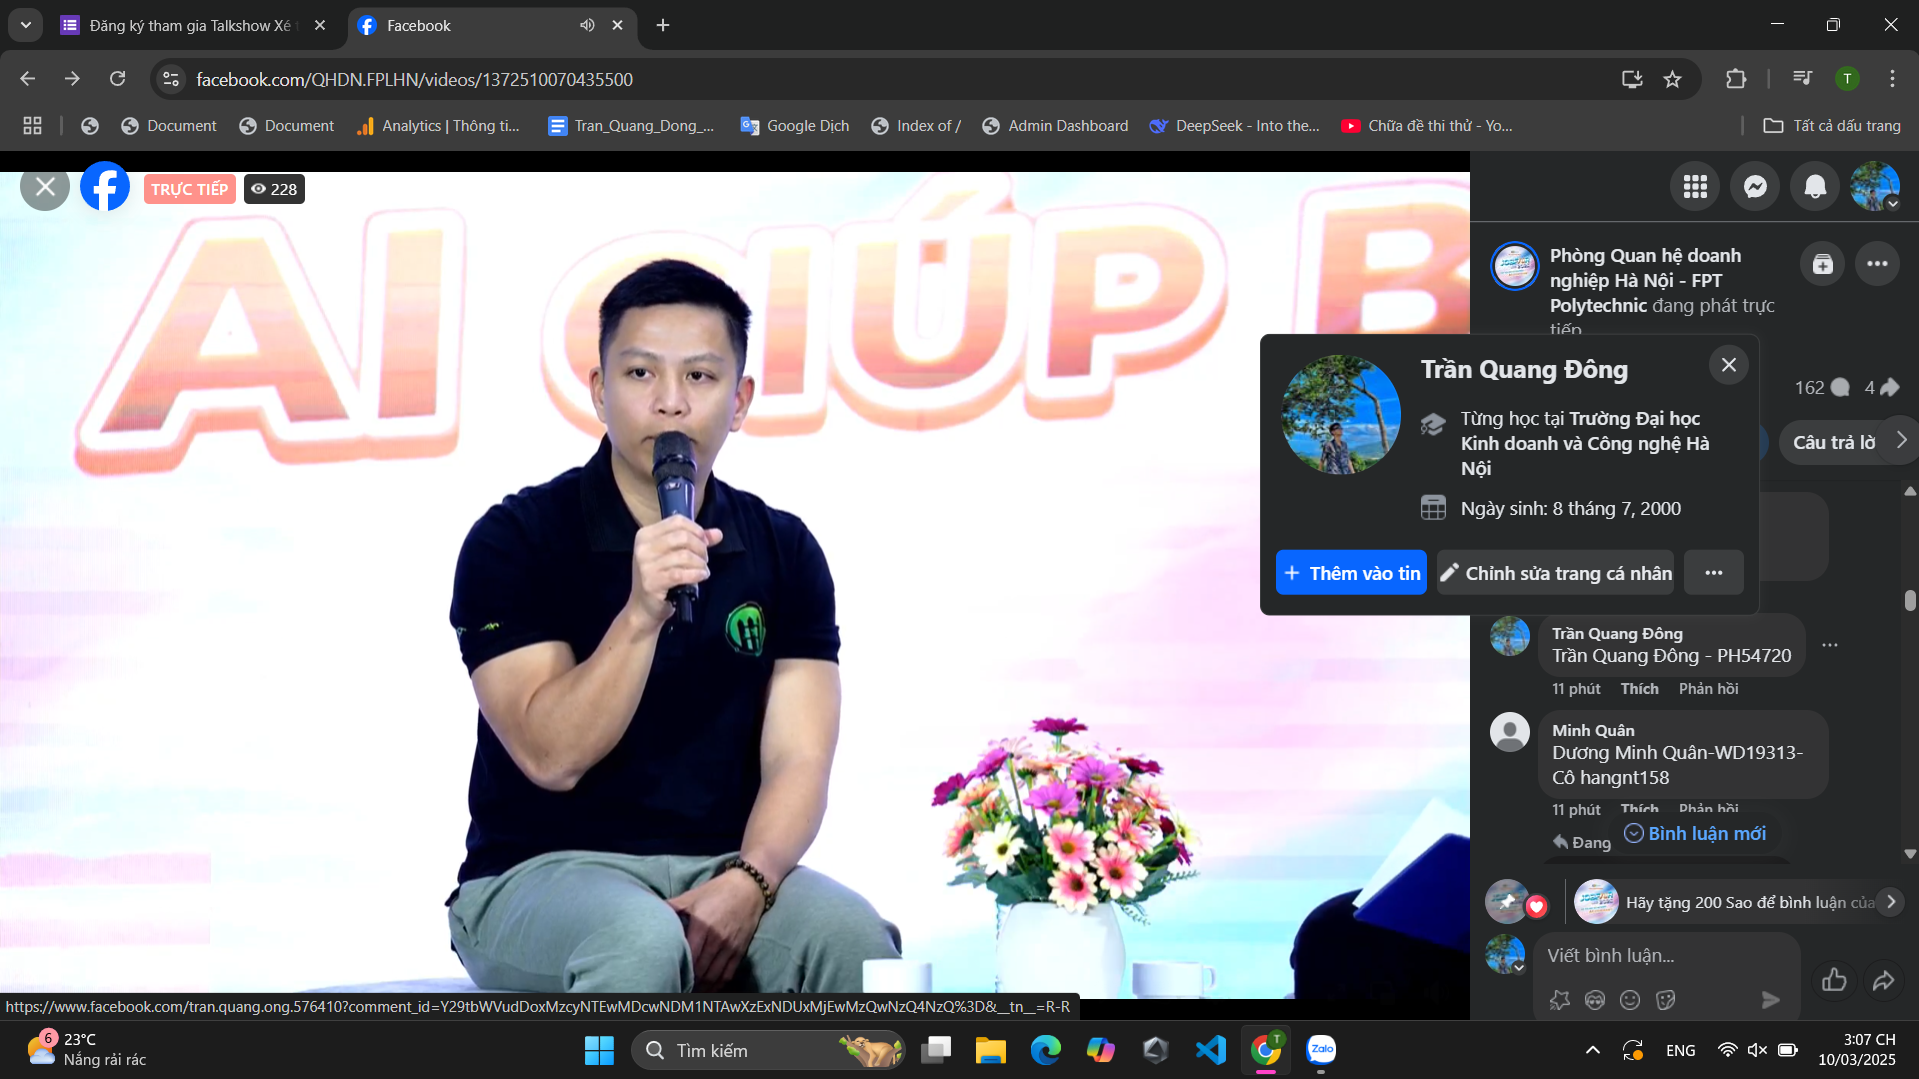 Đăng ký tham gia Talkshow Xé t
Facebook
facebook.com/QHDN.FPLHN/videos/1372510070435500
T
Document
Document
Analytics | Thông ti...
Tran_Quang_Dong_...
Google Dịch
Index of /
Admin Dashboard
DeepSeek - Into the...
Chữa đề thi thử - Yo...
Tất cả dấu trang
TRỰC TIẾP
228
AI GIÚP B
Phòng Quan hệ doanh
nghiệp Hà Nội - FPT
Polytechnic đang phát trực
tiếp
162
4
Câu trả lờ
Trần Quang Đông
Từng học tại Trường Đại học
Kinh doanh và Công nghệ Hà
Nội
Ngày sinh: 8 tháng 7, 2000
Thêm vào tin
Chỉnh sửa trang cá nhân
Trần Quang Đông
Trần Quang Đông - PH54720
11 phút Thích Phản hồi
Minh Quân
Dương Minh Quân-WD19313-
Cô hangnt158
11 phút Thích Phản hồi
Đang
Bình luận mới
Hãy tặng 200 Sao để bình luận của
Viết bình luận...
https://www.facebook.com/tran.quang.ong.576410?comment_id=Y29tbWVudDoxMzcyNTEwMDcwNDM1NTAwXzExNDUxMjEwMzQwNzQ4NzQ%3D&__tn__=R-R
6
23°C
Nắng rải rác
Tìm kiếm
T
Zalo
ENG
3:07 CH
10/03/2025